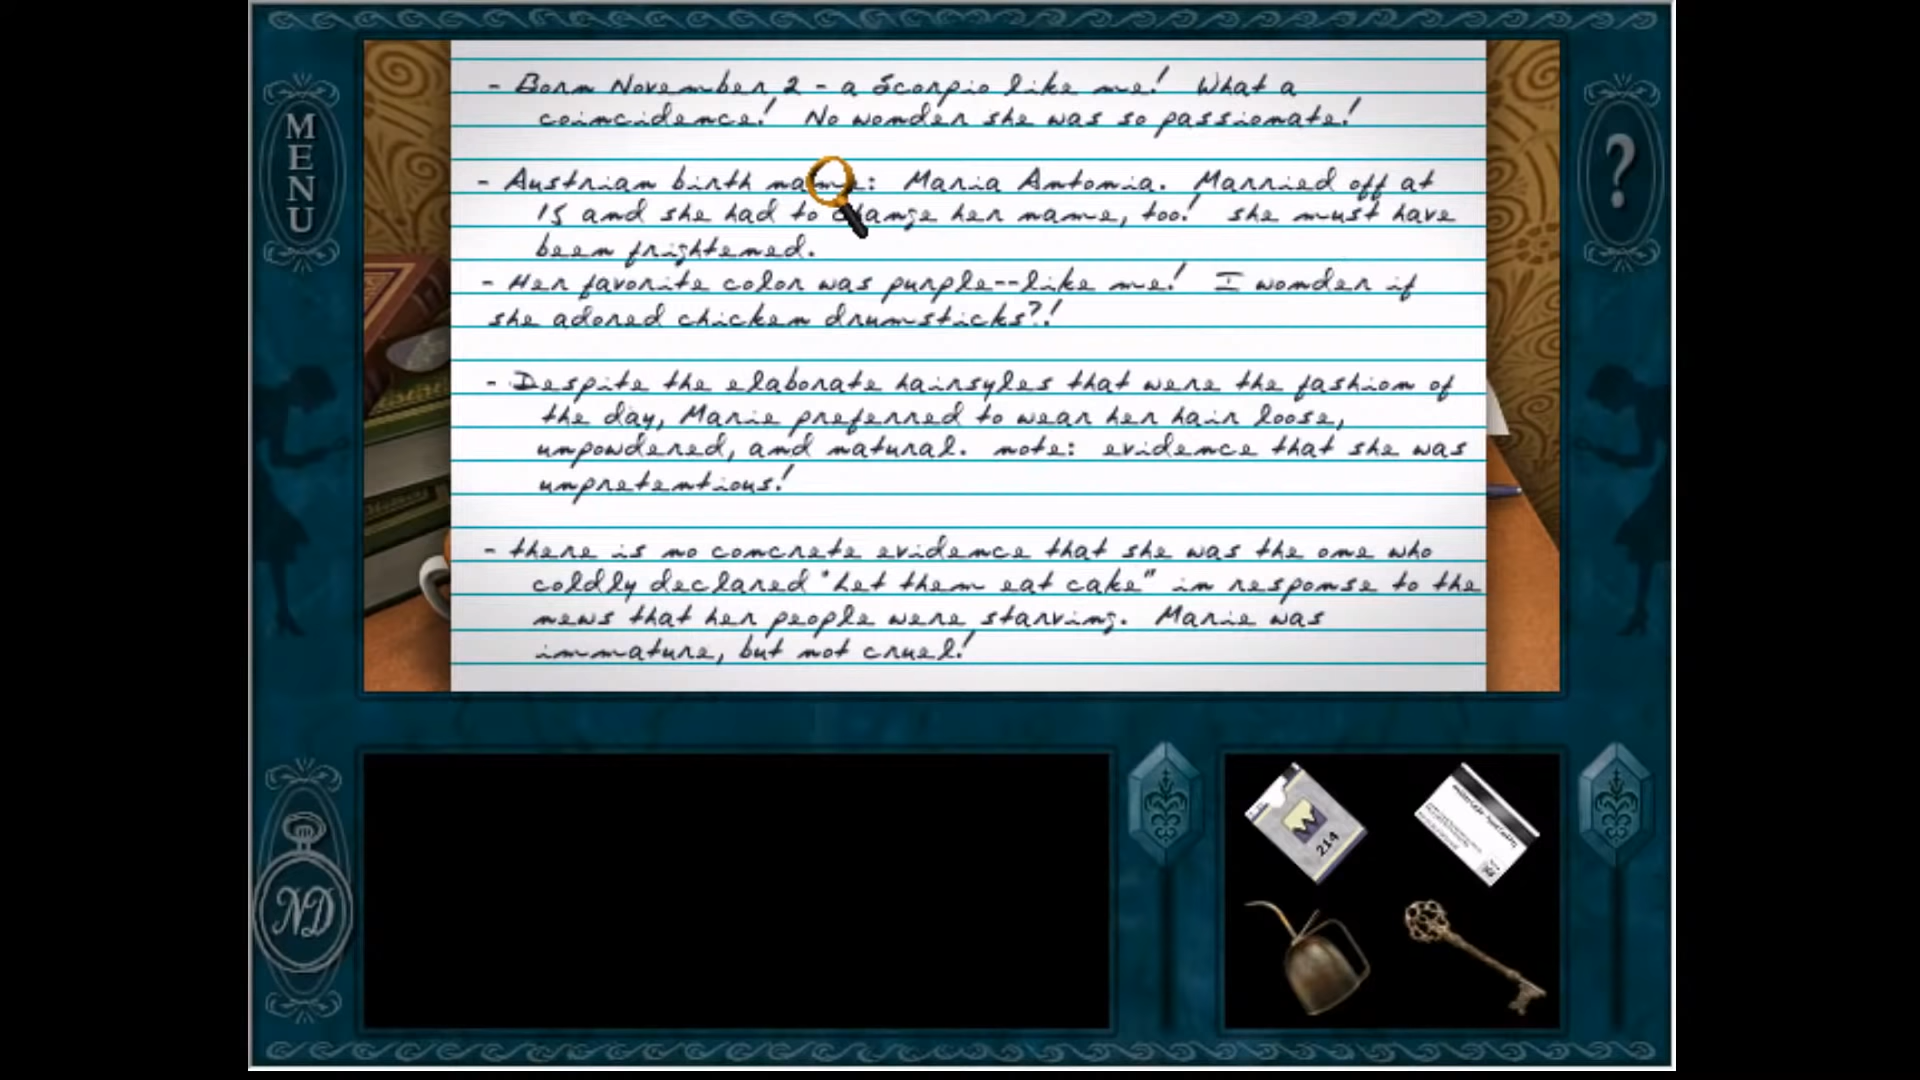 MENU
?
- Born November 2 - a Scorpio like me! What a
coincidence! No wonder she was so passionate!
- Austrian birth name: Maria Antonia. Married off at
15 and she had to change her name, too! she must have
been frightened.
- Her favorite color was purple--like me! I wonder if
she adored chicken drumsticks?!
- Despite the elaborate hairsyles that were the fashion of
the day, Marie preferred to wear her hair loose,
unpowdered, and natural. note: evidence that she was
unpretentious!
- there is no concrete evidence that she was the one who
coldly declared "Let them eat cake" in response to the
news that her people were starving. Marie was
immature, but not cruel!
ND
W
214